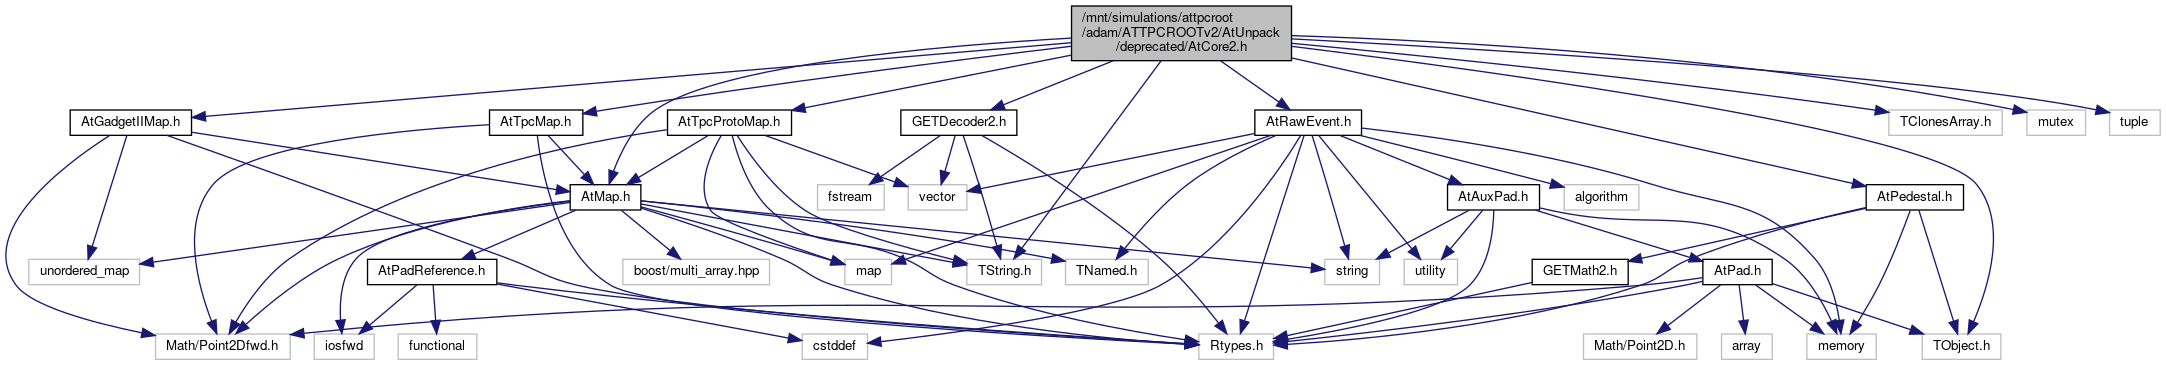 /mnt/simulations/attpcroot
/adam/ATTPCROOTv2/AtUnpack
/deprecated/AtCore2.h
AtGadgetIIMap.h
AtTpcMap.h
AtTpcProtoMap.h
GETDecoder2.h
AtRawEvent.h
TClonesArray.h
mutex
tuple
fstream
vector
AtMap.h
AtAuxPad.h
algorithm
AtPedestal.h
unordered_map
AtPadReference.h
boost/multi_array.hpp
map
TString.h
TNamed.h
string
utility
GETMath2.h
AtPad.h
Math/Point2Dfwd.h
iosfwd
functional
cstddef
Rtypes.h
Math/Point2D.h
array
memory
TObject.h